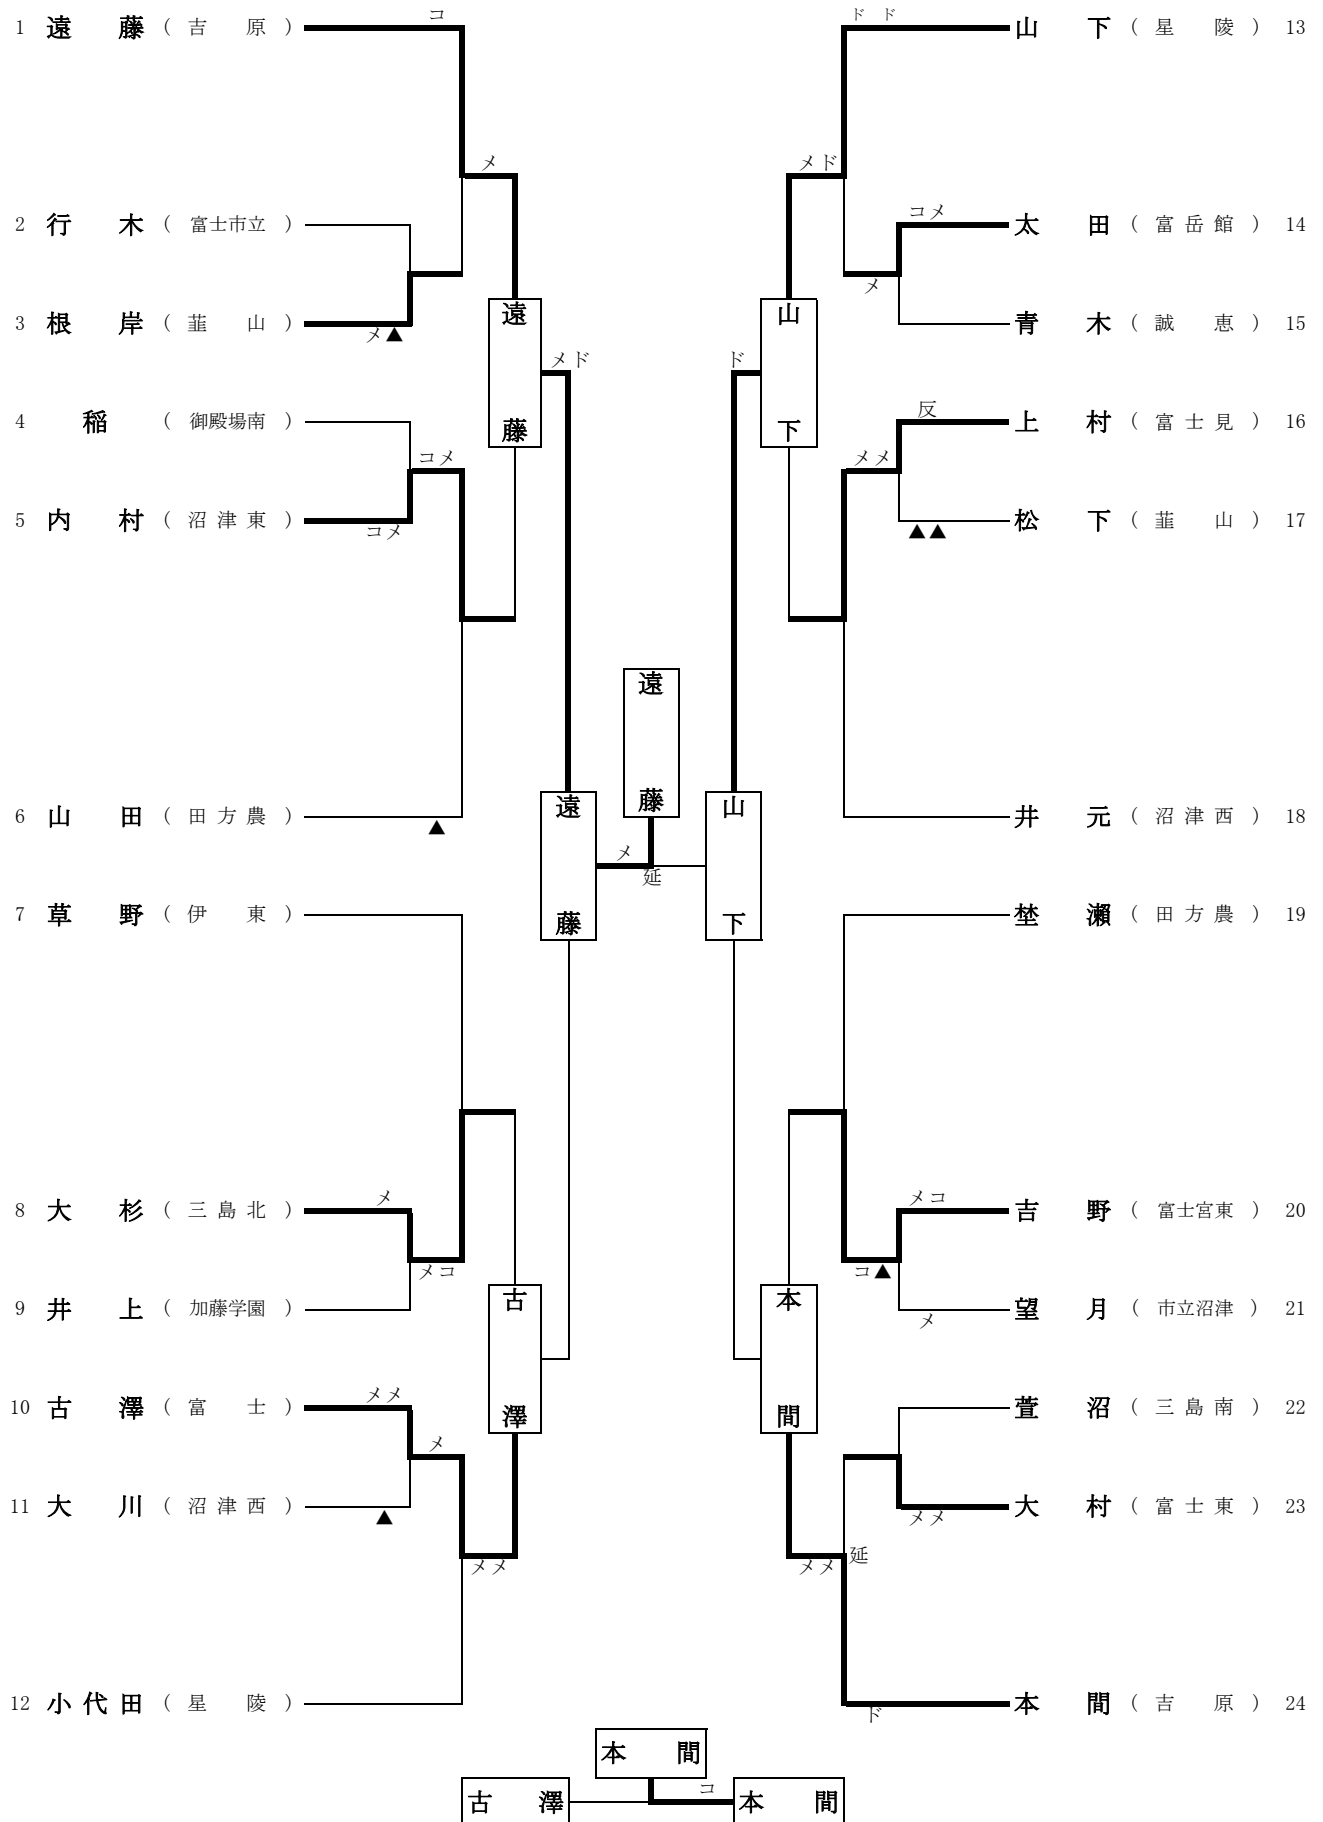 コ
ド ド
1 遠 藤 ( 吉 原 )
山 下 ( 星 陵 ) 13
メ
メド
コメ
2 行 木 ( 富士市立 )
太 田 ( 富岳館 ) 14
メ
遠藤
山下
3 根 岸 ( 韮 山 )
青 木 ( 誠 恵 ) 15
メ▲
メド
ド
反
4 稲 ( 御殿場南 )
上 村 ( 富士見 ) 16
コメ
メメ
5 内 村 ( 沼津東 )
松 下 ( 韮 山 ) 17
コメ
▲▲
遠藤
遠藤
山下
6 山 田 ( 田方農 )
井 元 ( 沼津西 ) 18
▲
メ
延
7 草 野 ( 伊 東 )
埜 瀬 ( 田方農 ) 19
メ
メコ
8 大 杉 ( 三島北 )
吉 野 ( 富士宮東 ) 20
メコ
コ▲
古澤
本間
9 井 上 ( 加藤学園 )
望 月 ( 市立沼津 ) 21
メ
メメ
10 古 澤 ( 富 士 )
萱 沼 ( 三島南 ) 22
メ
11 大 川 ( 沼津西 )
大 村 ( 富士東 ) 23
▲
メメ
メメ
メメ
延
12 小代田 ( 星 陵 )
本 間 ( 吉 原 ) 24
ド
本 間
コ
古 澤
本 間